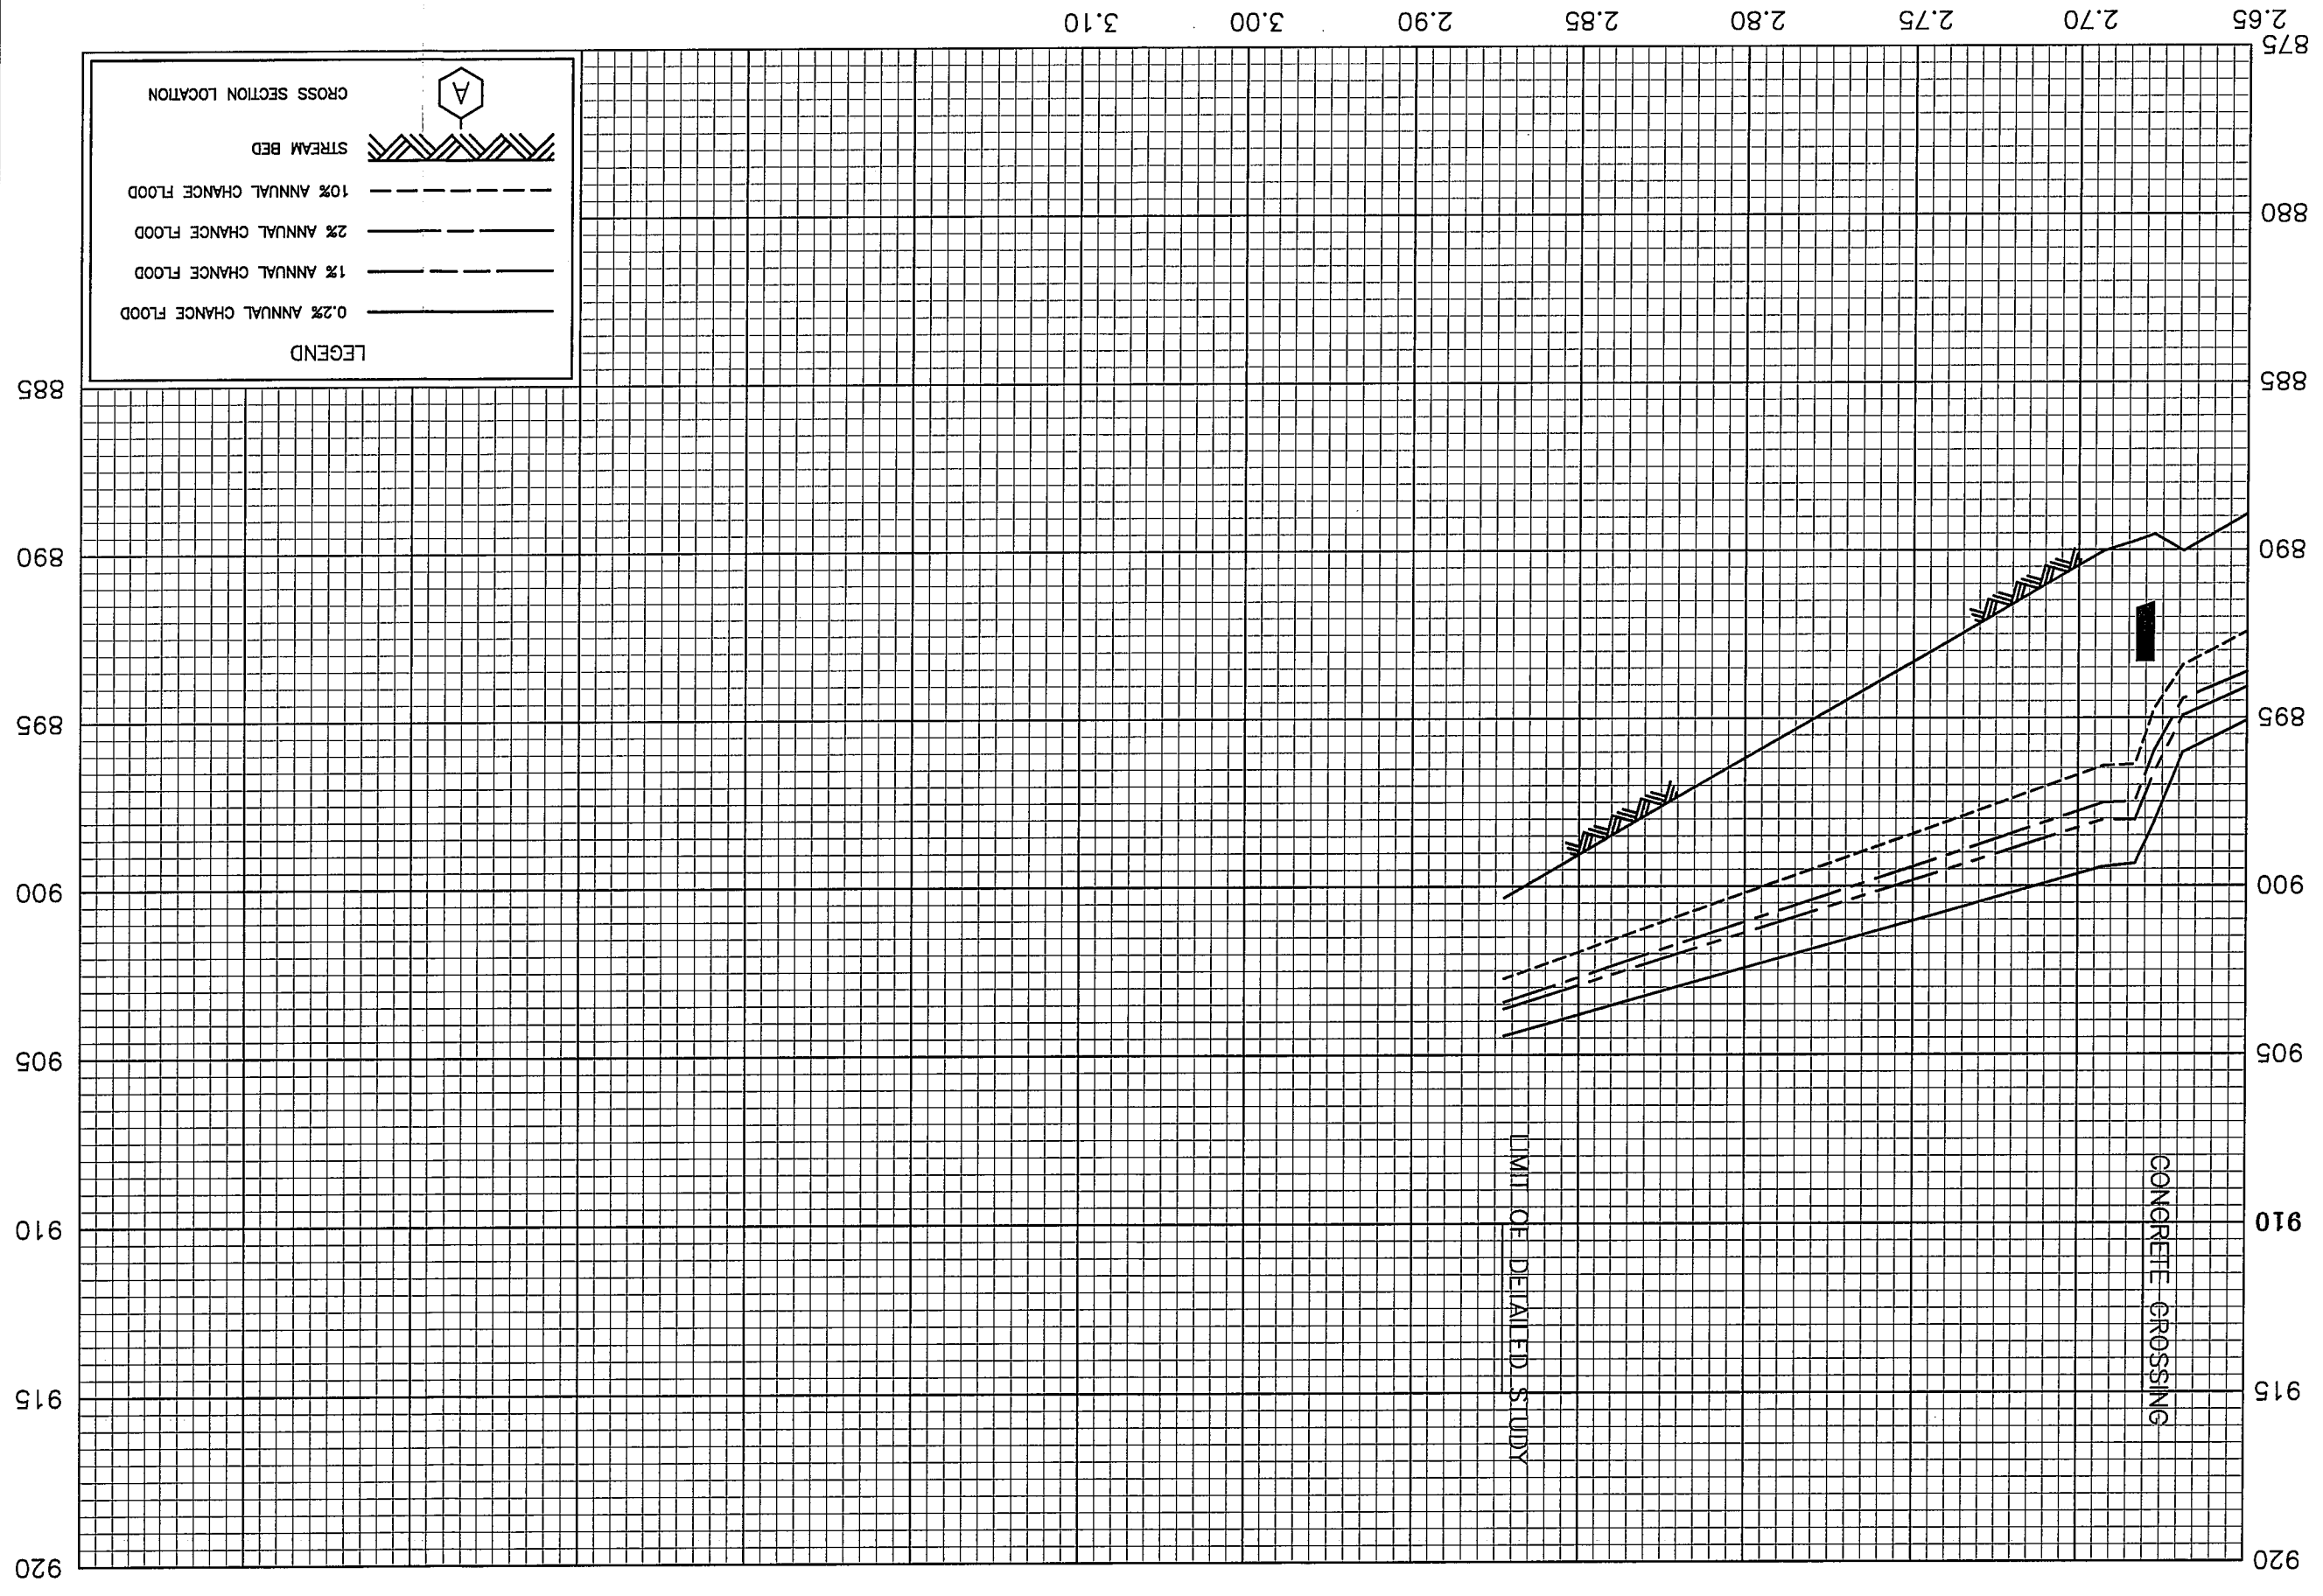 920
915
910
905
900
895
890
885
880
875
920
915
910
905
900
895
890
885
CONCRETE CROSSING
LIMIT OF DETAILED STUDY
LEGEND
0.2% ANNUAL CHANCE FLOOD
1% ANNUAL CHANCE FLOOD
2% ANNUAL CHANCE FLOOD
10% ANNUAL CHANCE FLOOD
STREAM BED
A
CROSS SECTION LOCATION
2.65 2.70 2.75 2.80 2.85 2.90 3.00 3.10